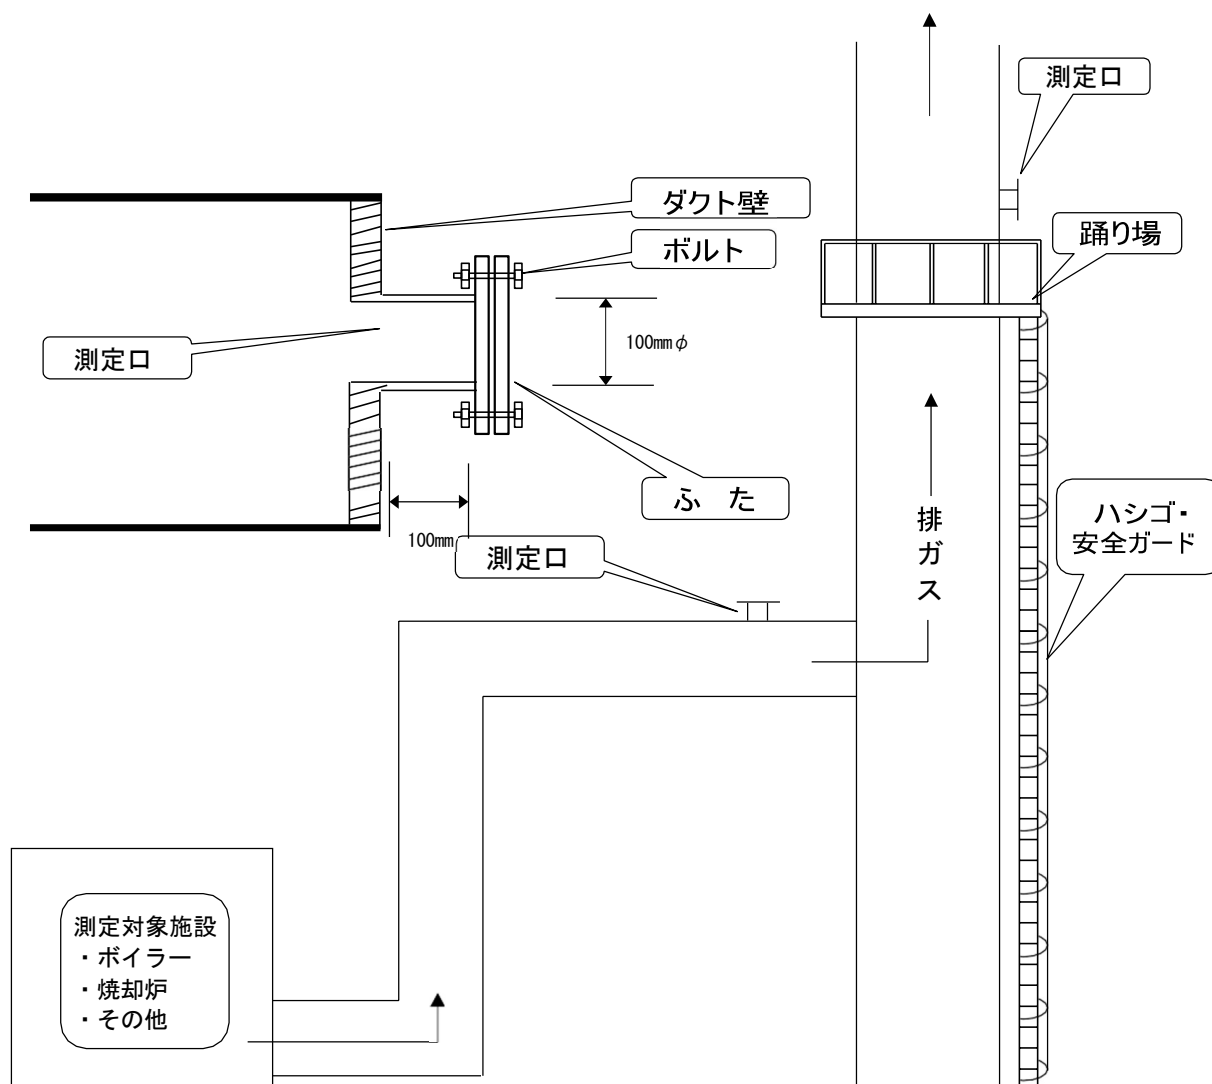 測定口
ダクト壁
踊り場
ボルト
100mmφ
測定口
ふ た
ハシゴ・
安全ガード
排ガス
100mm
測定口
測定対象施設
・ボイラー
・焼却炉
・その他